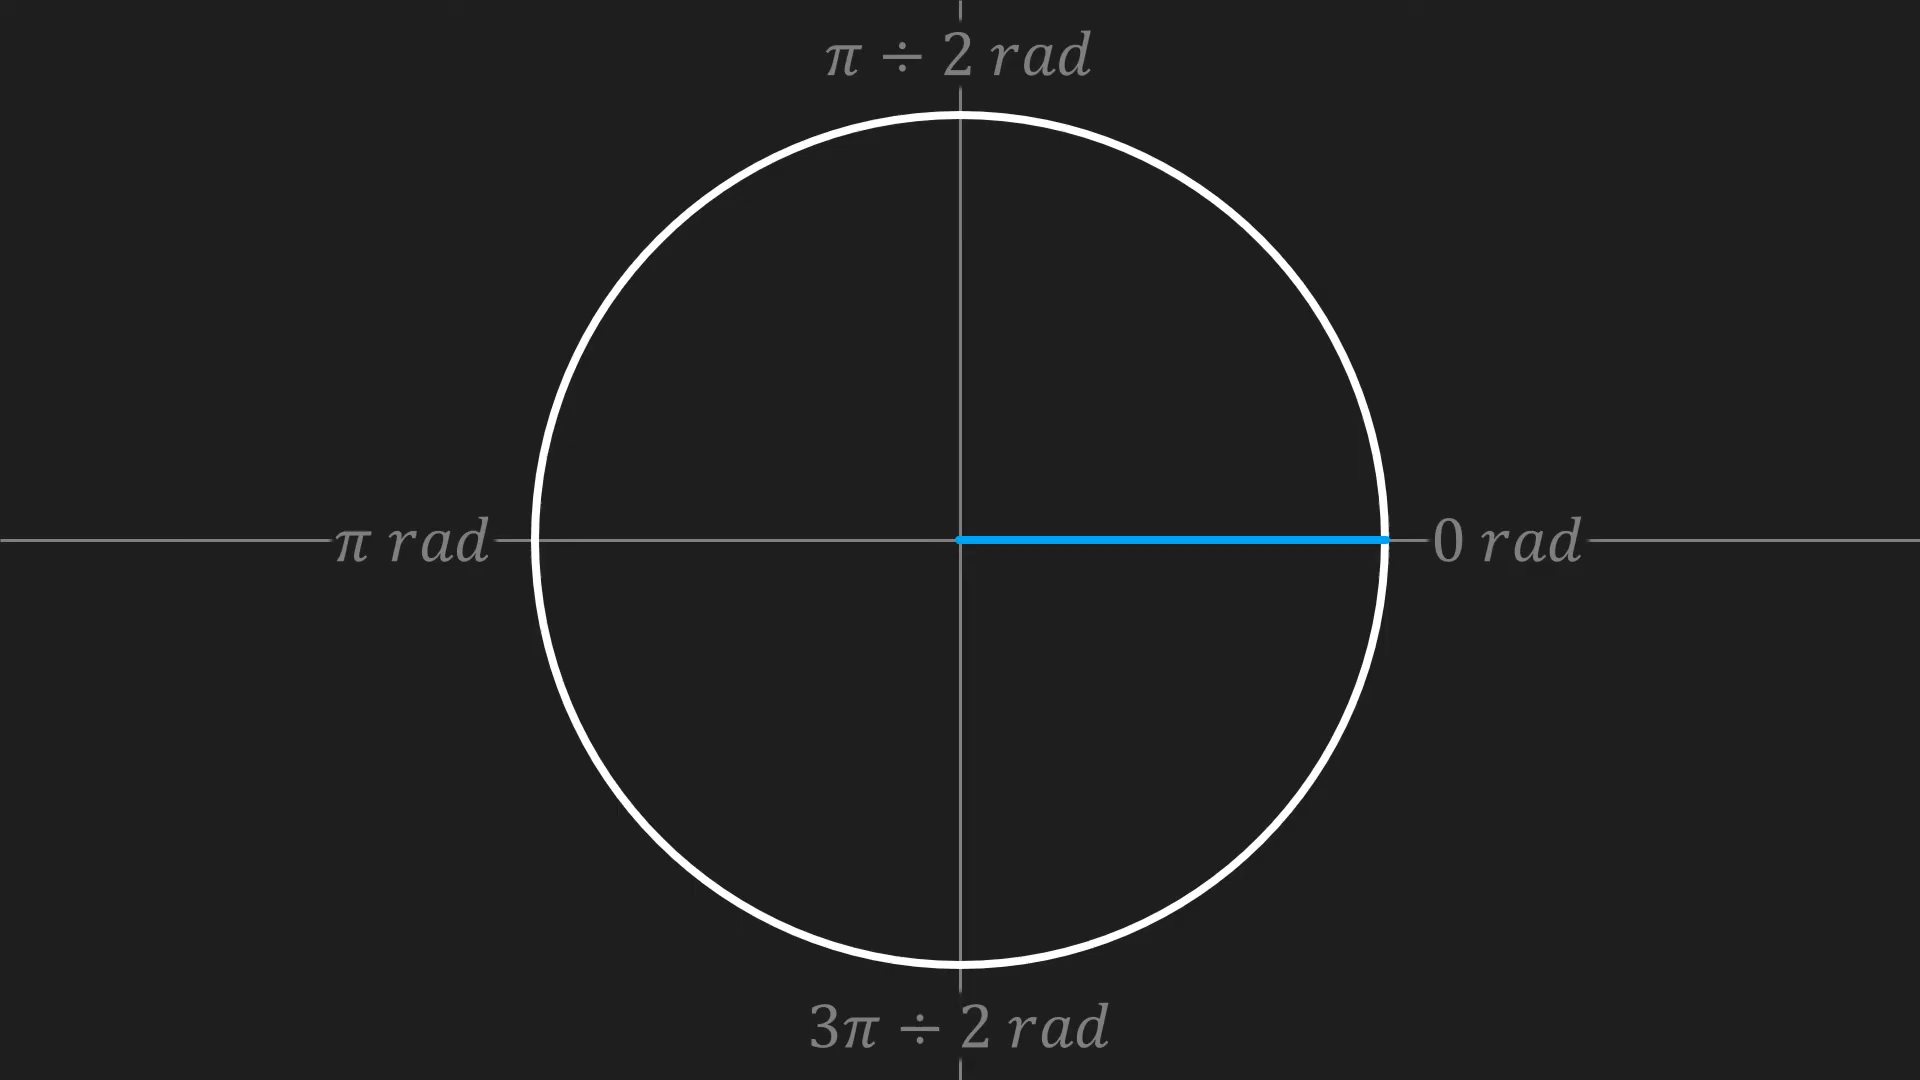 π ÷ 2 rad
π rad
0 rad
3π ÷ 2 rad